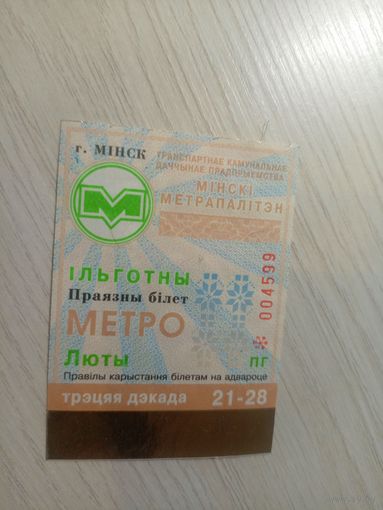 г. МІНСК
ТРАНСПАРТНАЕ КАМУНАЛЬНАЕ
ДАЧЧЫНАЕ ПРАДПРЫЕМСТВА
МІНСКІ
МЕТРАПАЛІТЭН
М
ІЛЬГОТНЫ
Праязны білет
МЕТРО
004599
Люты
ПГ
Правілы карыстання білетам на адвароце
трэцяя дэкада 21-28